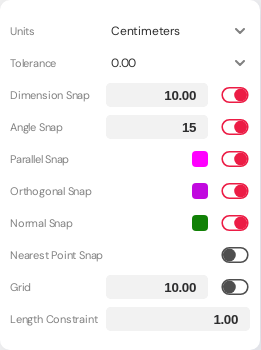 Units Centimeters
Tolerance 0.00
Dimension Snap 10.00
Angle Snap 15
Parallel Snap
Orthogonal Snap
Normal Snap
Nearest Point Snap
Grid 10.00
Length Constraint 1.00